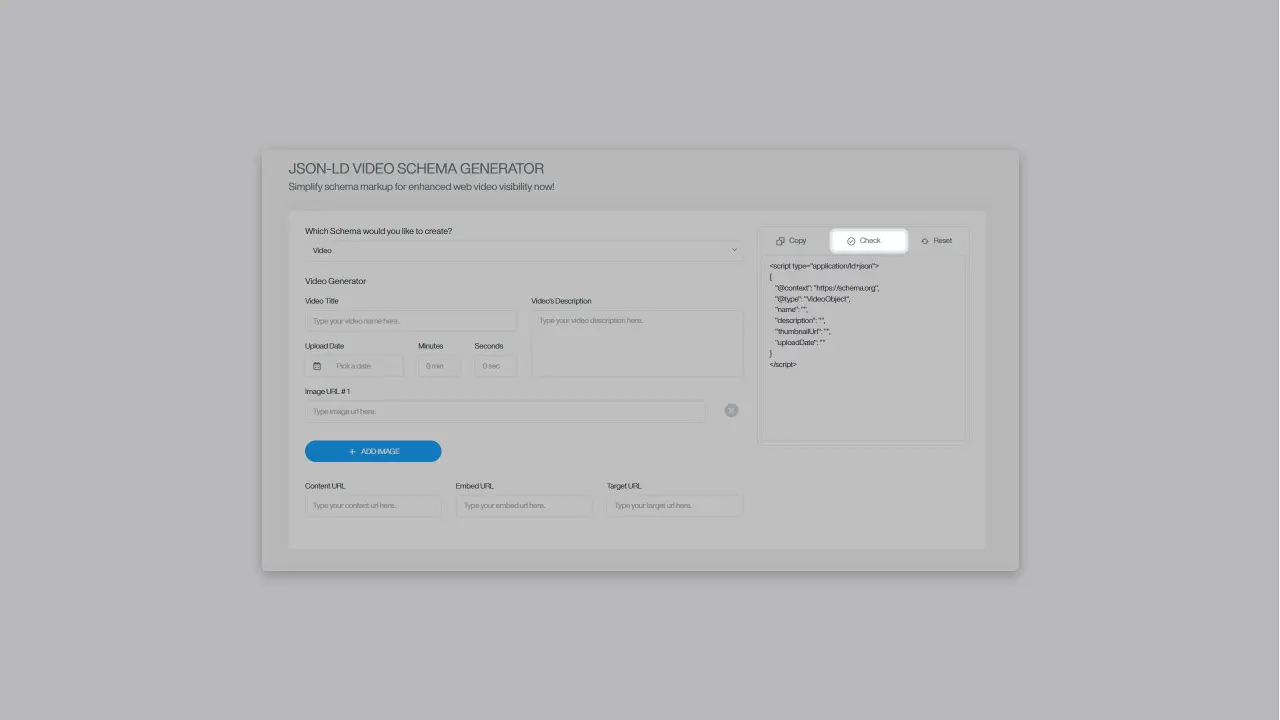 JSON-LD VIDEO SCHEMA GENERATOR
Simplify schema markup for enhanced web video visibility now!
Which Schema would you like to create?
Video
Video Generator
Video Title
Video's Description
Type your video name here.
Type your video description here.
Upload Date
Minutes
Seconds
Pick a date
0 min
0 sec
Image URL # 1
Type image url here.
+ ADD IMAGE
Content URL
Embed URL
Target URL
Type your content url here.
Type your embed url here.
Type your target url here.
Copy
Check
Reset
<script type="application/ld+json">
{
"@context": "https://schema.org",
"@type": "VideoObject",
"name": "",
"description": "",
"thumbnailUrl": "",
"uploadDate": ""
}
</script>